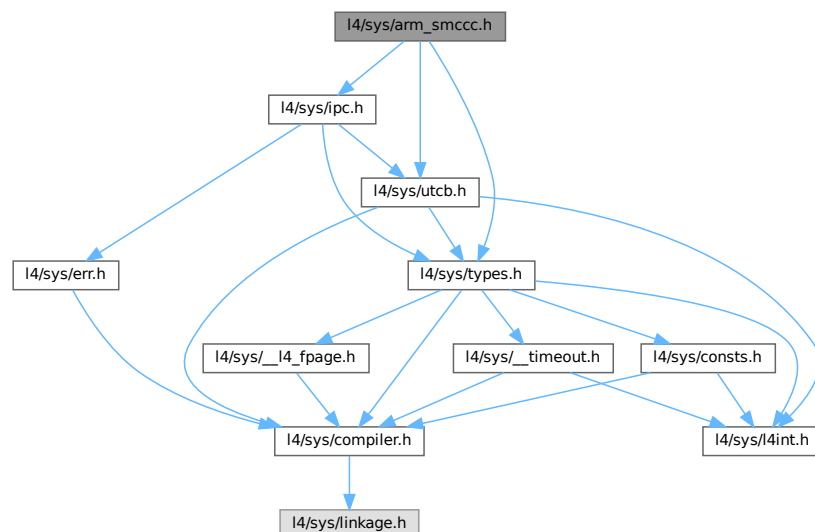 l4/sys/arm_smccc.h
l4/sys/ipc.h
l4/sys/utcb.h
l4/sys/err.h
l4/sys/types.h
l4/sys/__l4_fpage.h
l4/sys/__timeout.h
l4/sys/consts.h
l4/sys/compiler.h
l4/sys/l4int.h
l4/sys/linkage.h